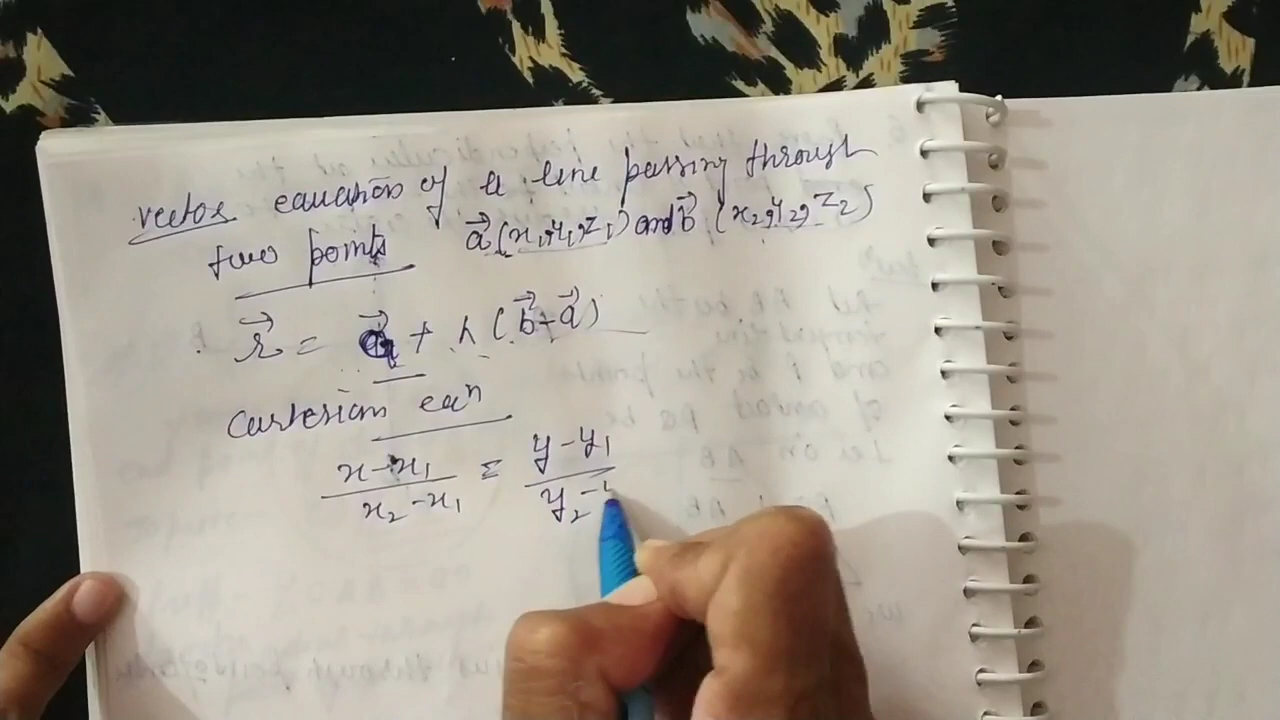 vector equation of a line passing through
two points a⃗ (x₁, y₁, z₁) and b⃗ (x₂, y₂, z₂)
r⃗ = a⃗ + λ (b⃗ - a⃗)
Cartesian eqⁿ
x - x₁ / x₂ - x₁ = y - y₁ / y₂ -